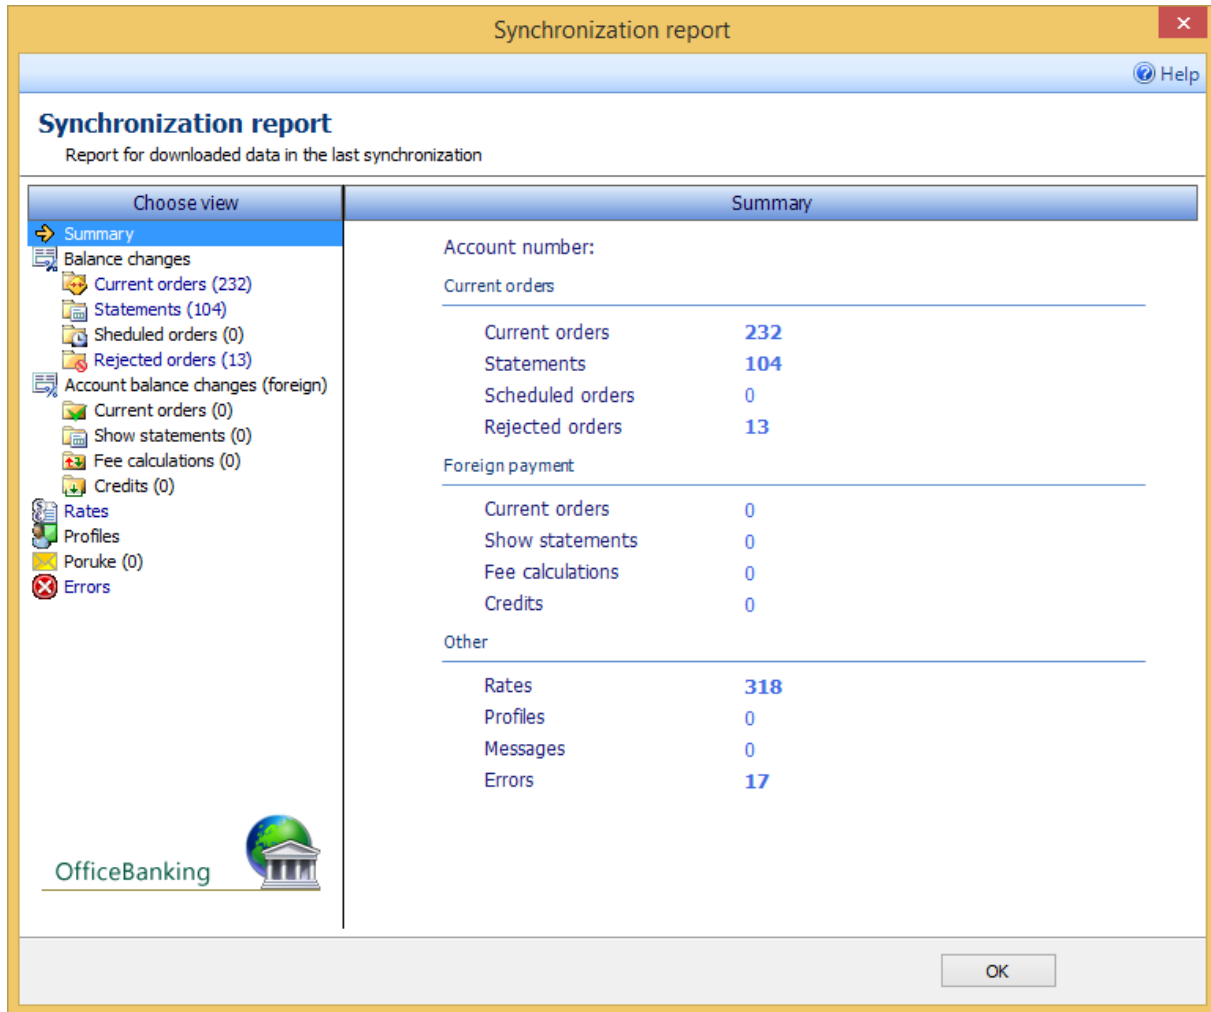 Synchronization report
Help
Synchronization report
Report for downloaded data in the last synchronization
Choose view
Summary
Balance changes
Current orders (232)
Statements (104)
Sheduled orders (0)
Rejected orders (13)
Account balance changes (foreign)
Current orders (0)
Show statements (0)
Fee calculations (0)
Credits (0)
Rates
Profiles
Poruke (0)
Errors
OfficeBanking
Summary
Account number:
Current orders
Current orders 232
Statements 104
Scheduled orders 0
Rejected orders 13
Foreign payment
Current orders 0
Show statements 0
Fee calculations 0
Credits 0
Other
Rates 318
Profiles 0
Messages 0
Errors 17
OK